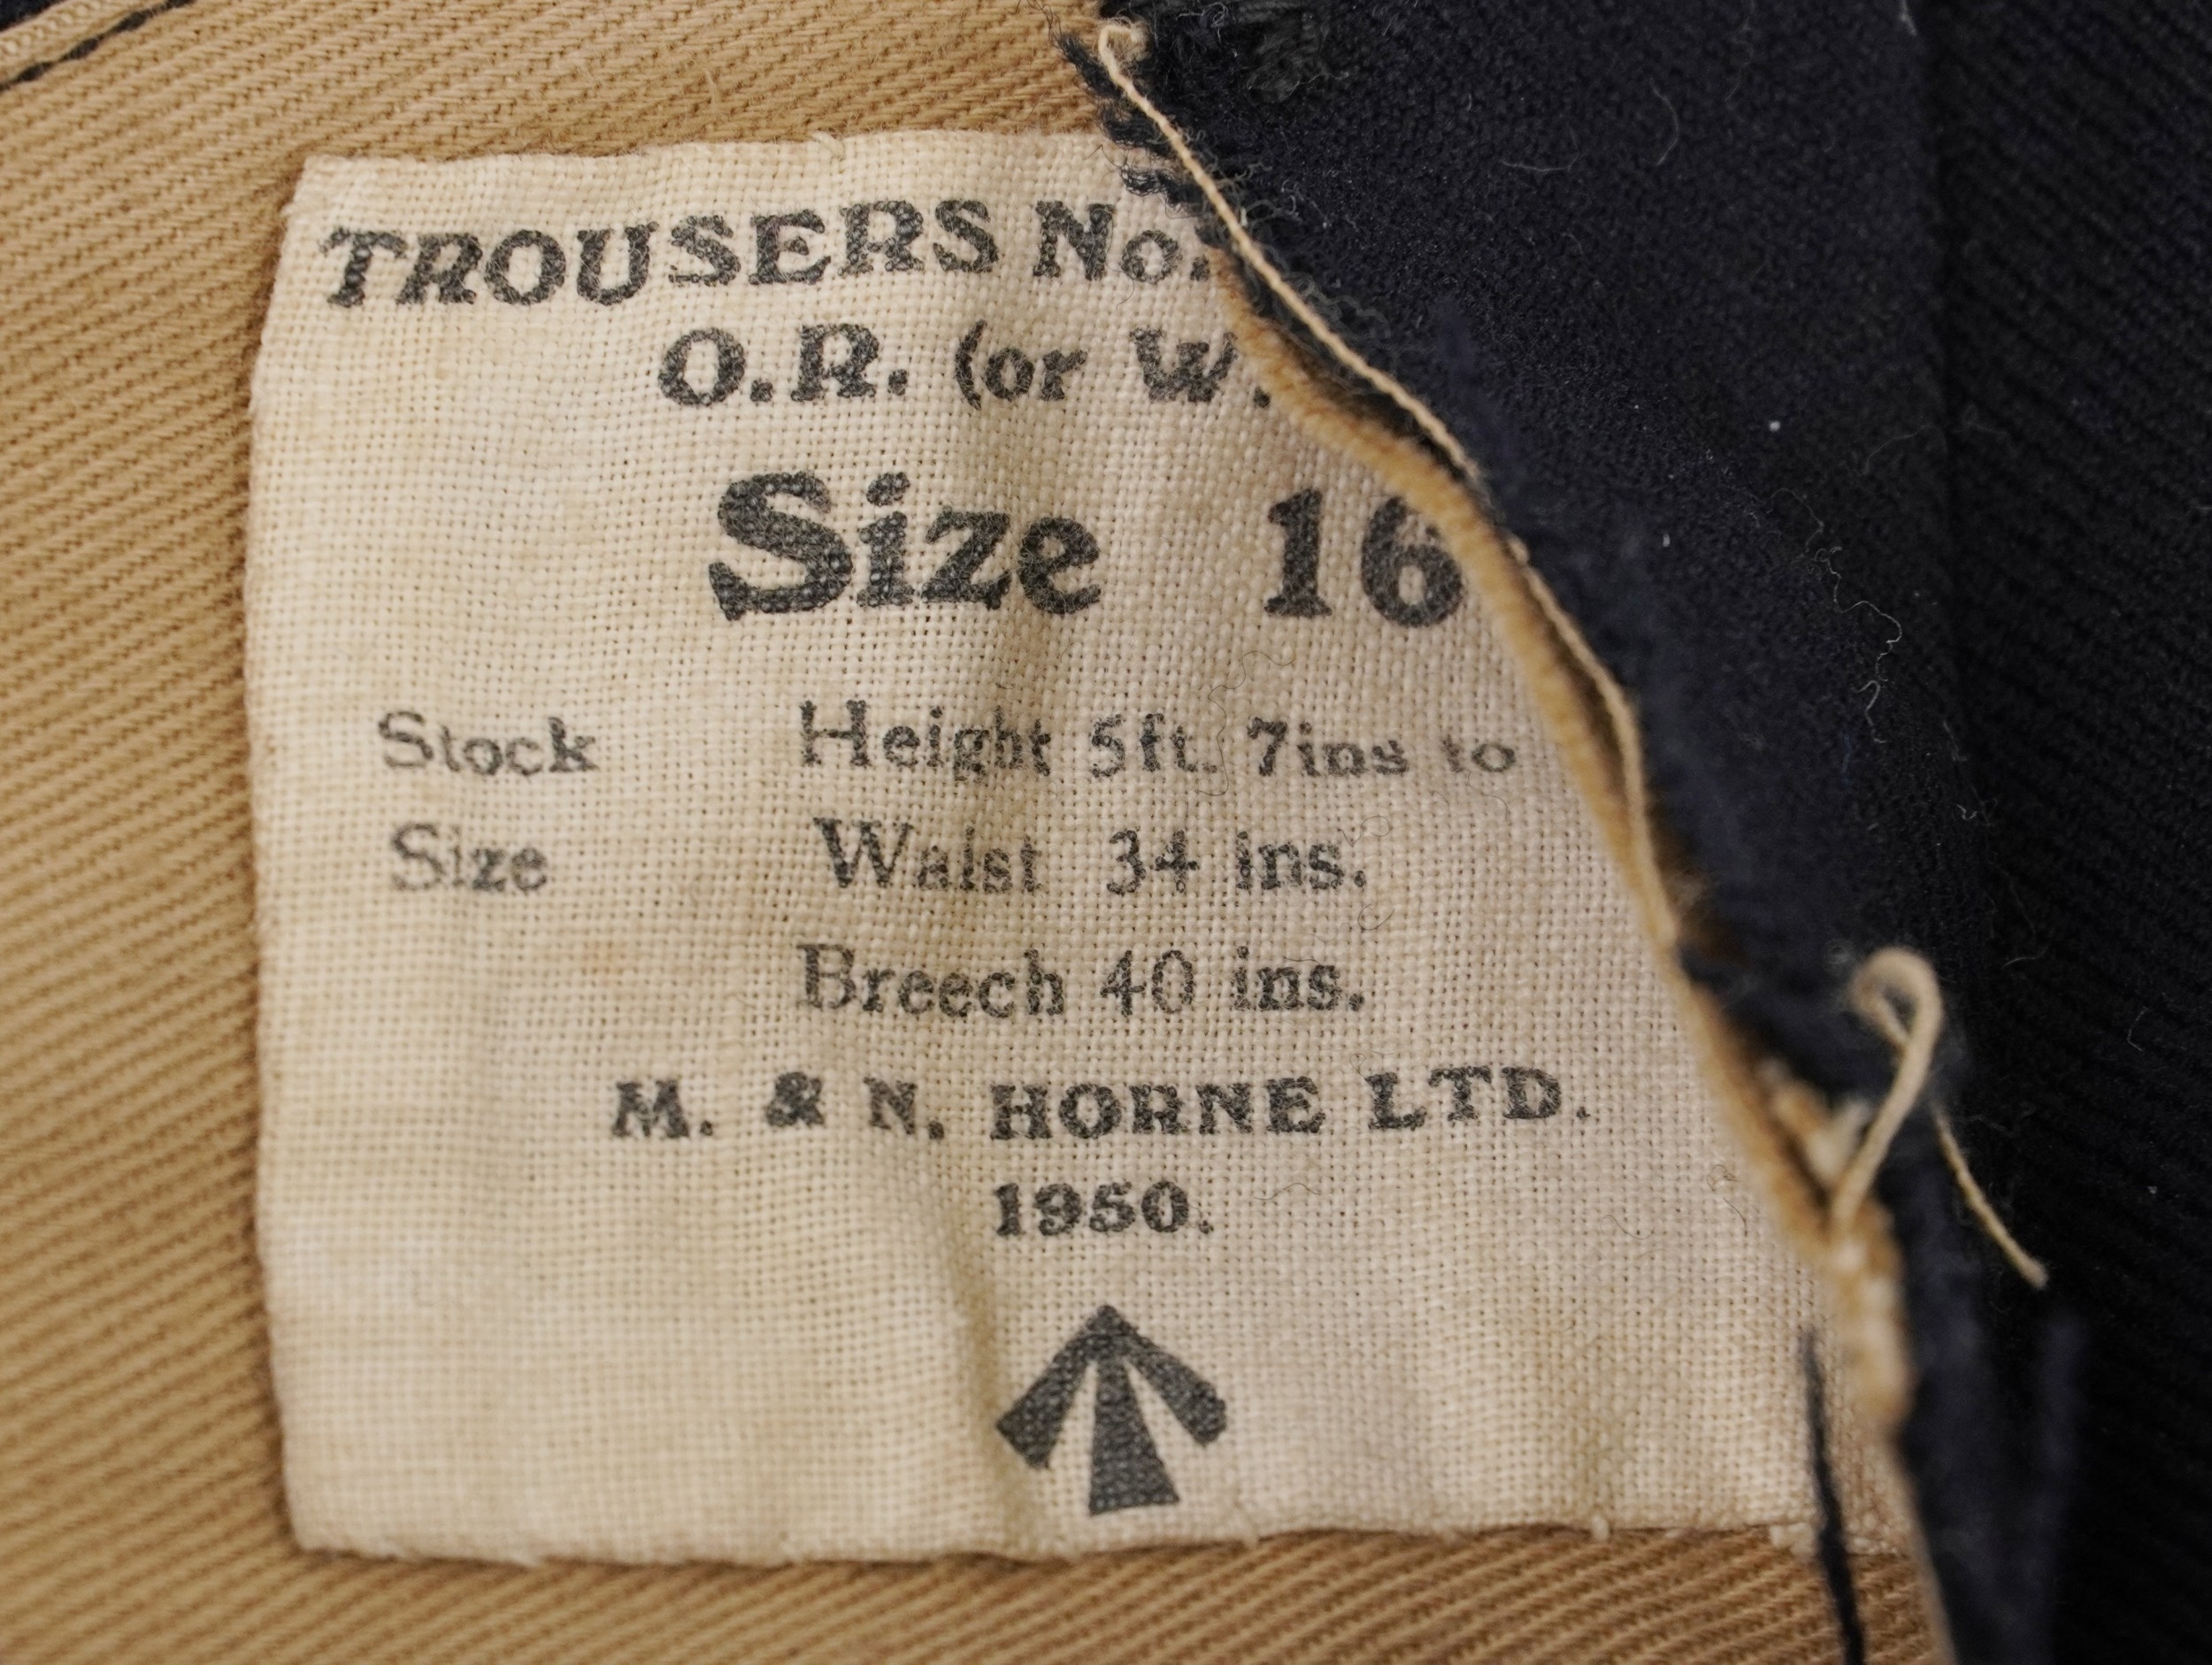 TROUSERS No.
O.R. (or W.
Size 16
Stock Height 5ft. 7ins to
Size Waist 34 ins.
Breech 40 ins.
M. & N. HORNE LTD.
1950.